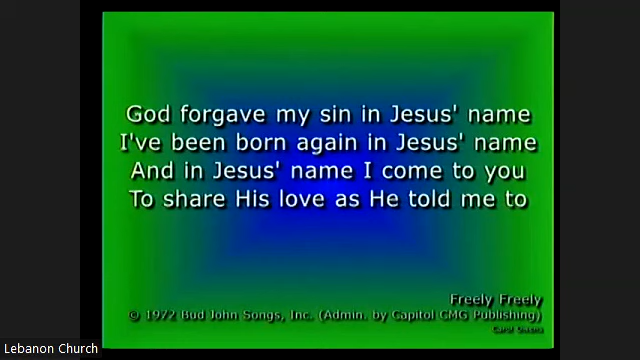 God forgave my sin in Jesus' name
I've been born again in Jesus' name
And in Jesus' name I come to you
To share His love as He told me to
Freely Freely
© 1972 Bud John Songs, Inc. (Admin. by Capitol CMG Publishing)
Carol Owens
Lebanon Church